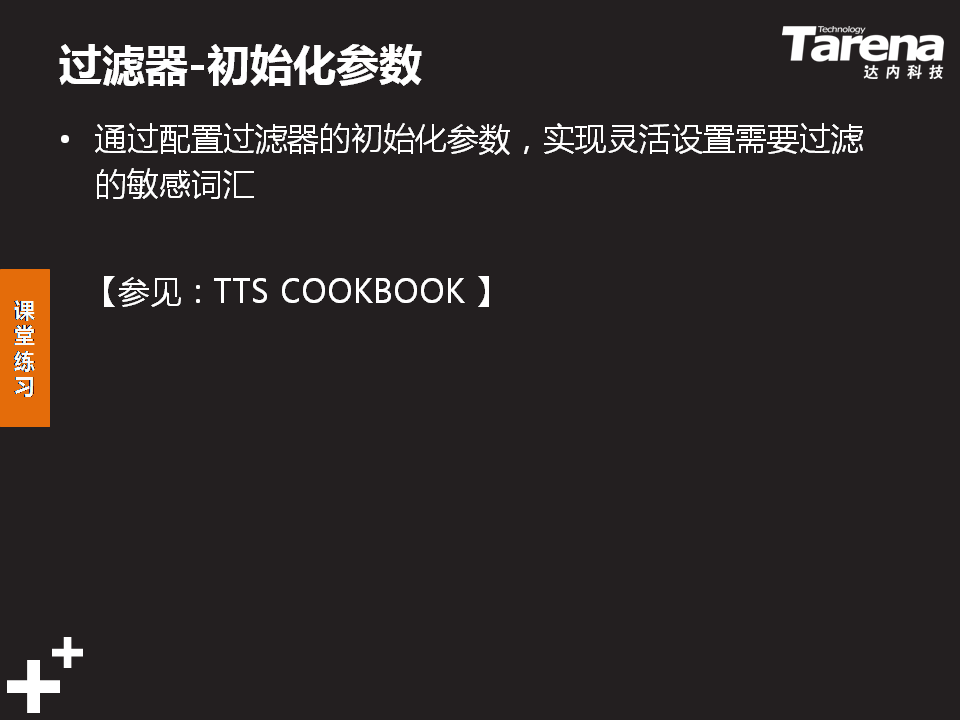 过滤器-初始化参数
Technology
Tarena
达内科技
• 通过配置过滤器的初始化参数，实现灵活设置需要过滤
的敏感词汇
【参见：TTS COOKBOOK 】
课
堂
练
习